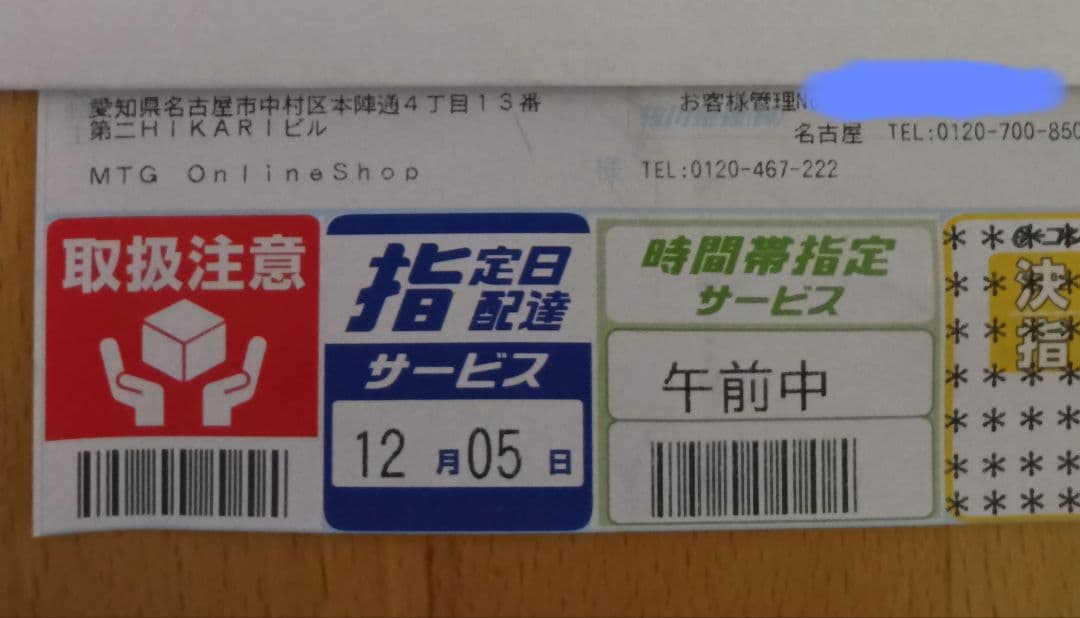 愛知県名古屋市中村区本陣通4丁目13番
第二HIKARIビル
MTG OnlineShop
お客様管理No
名古屋 TEL:0120-700-850
TEL:0120-467-222
取扱注意
指定日配達
サービス
12月05日
時間帯指定
サービス
午前中
決
指